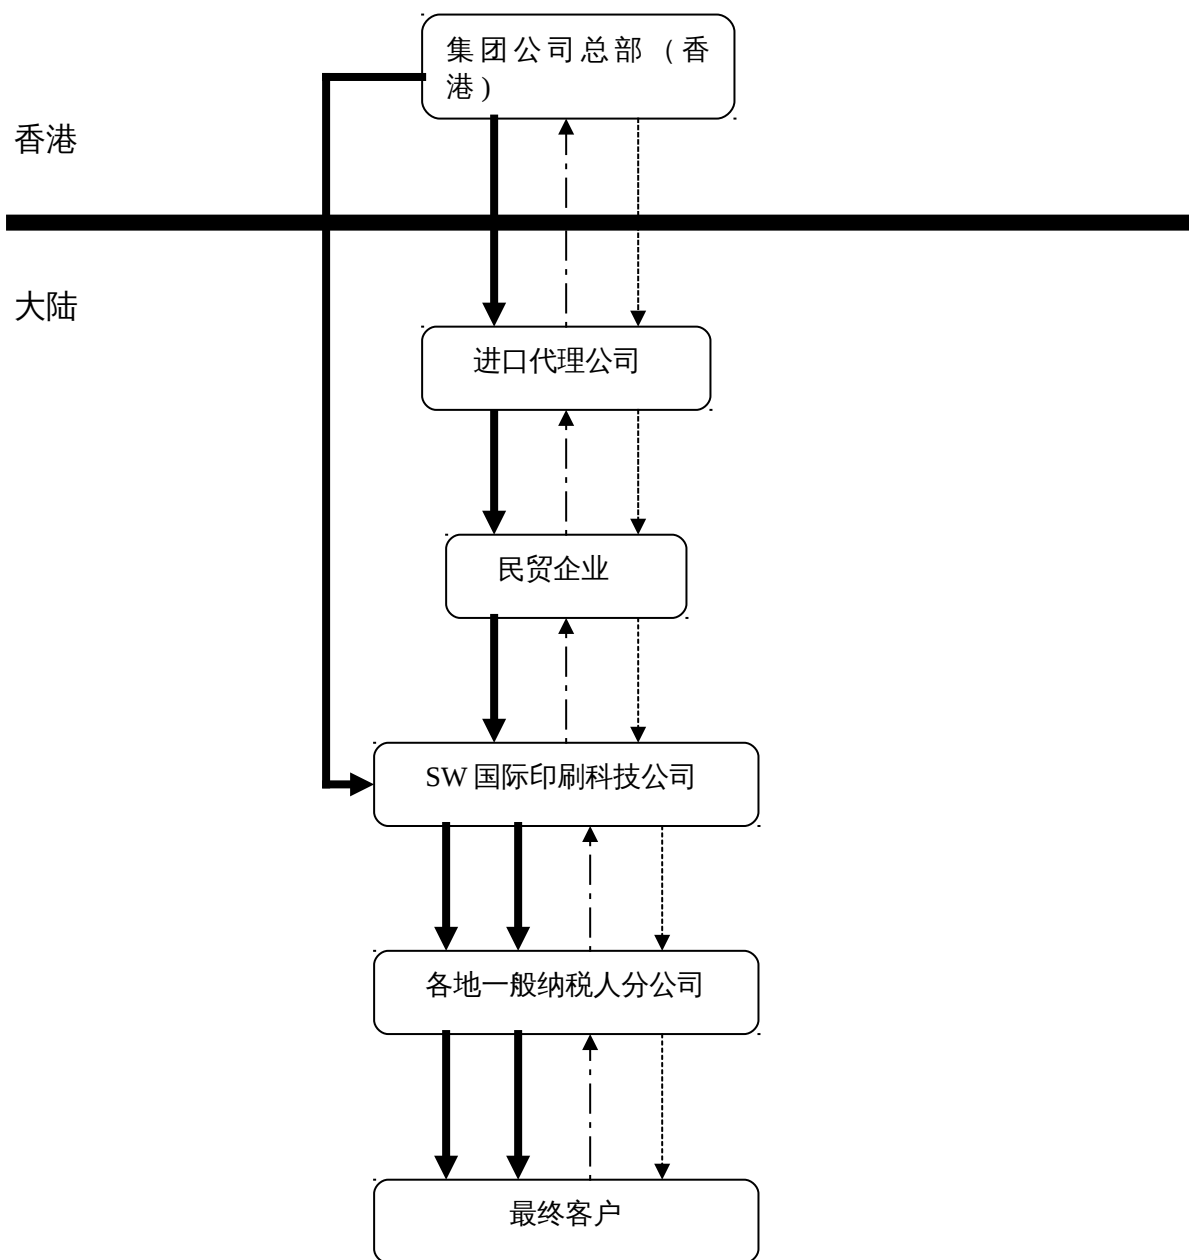 集团公司总部（香
港)
香港
大陆
进口代理公司
民贸企业
SW 国际印刷科技公司
各地一般纳税人分公司
最终客户